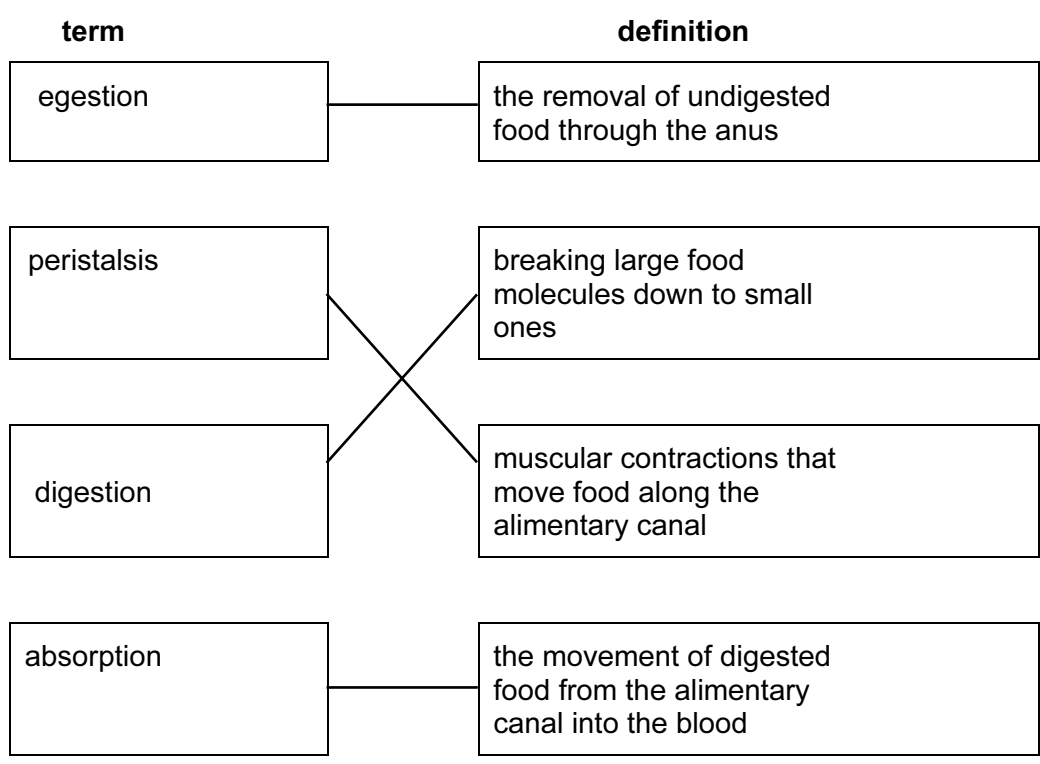 term
definition
egestion
the removal of undigested
food through the anus
peristalsis
breaking large food
molecules down to small
ones
digestion
muscular contractions that
move food along the
alimentary canal
absorption
the movement of digested
food from the alimentary
canal into the blood